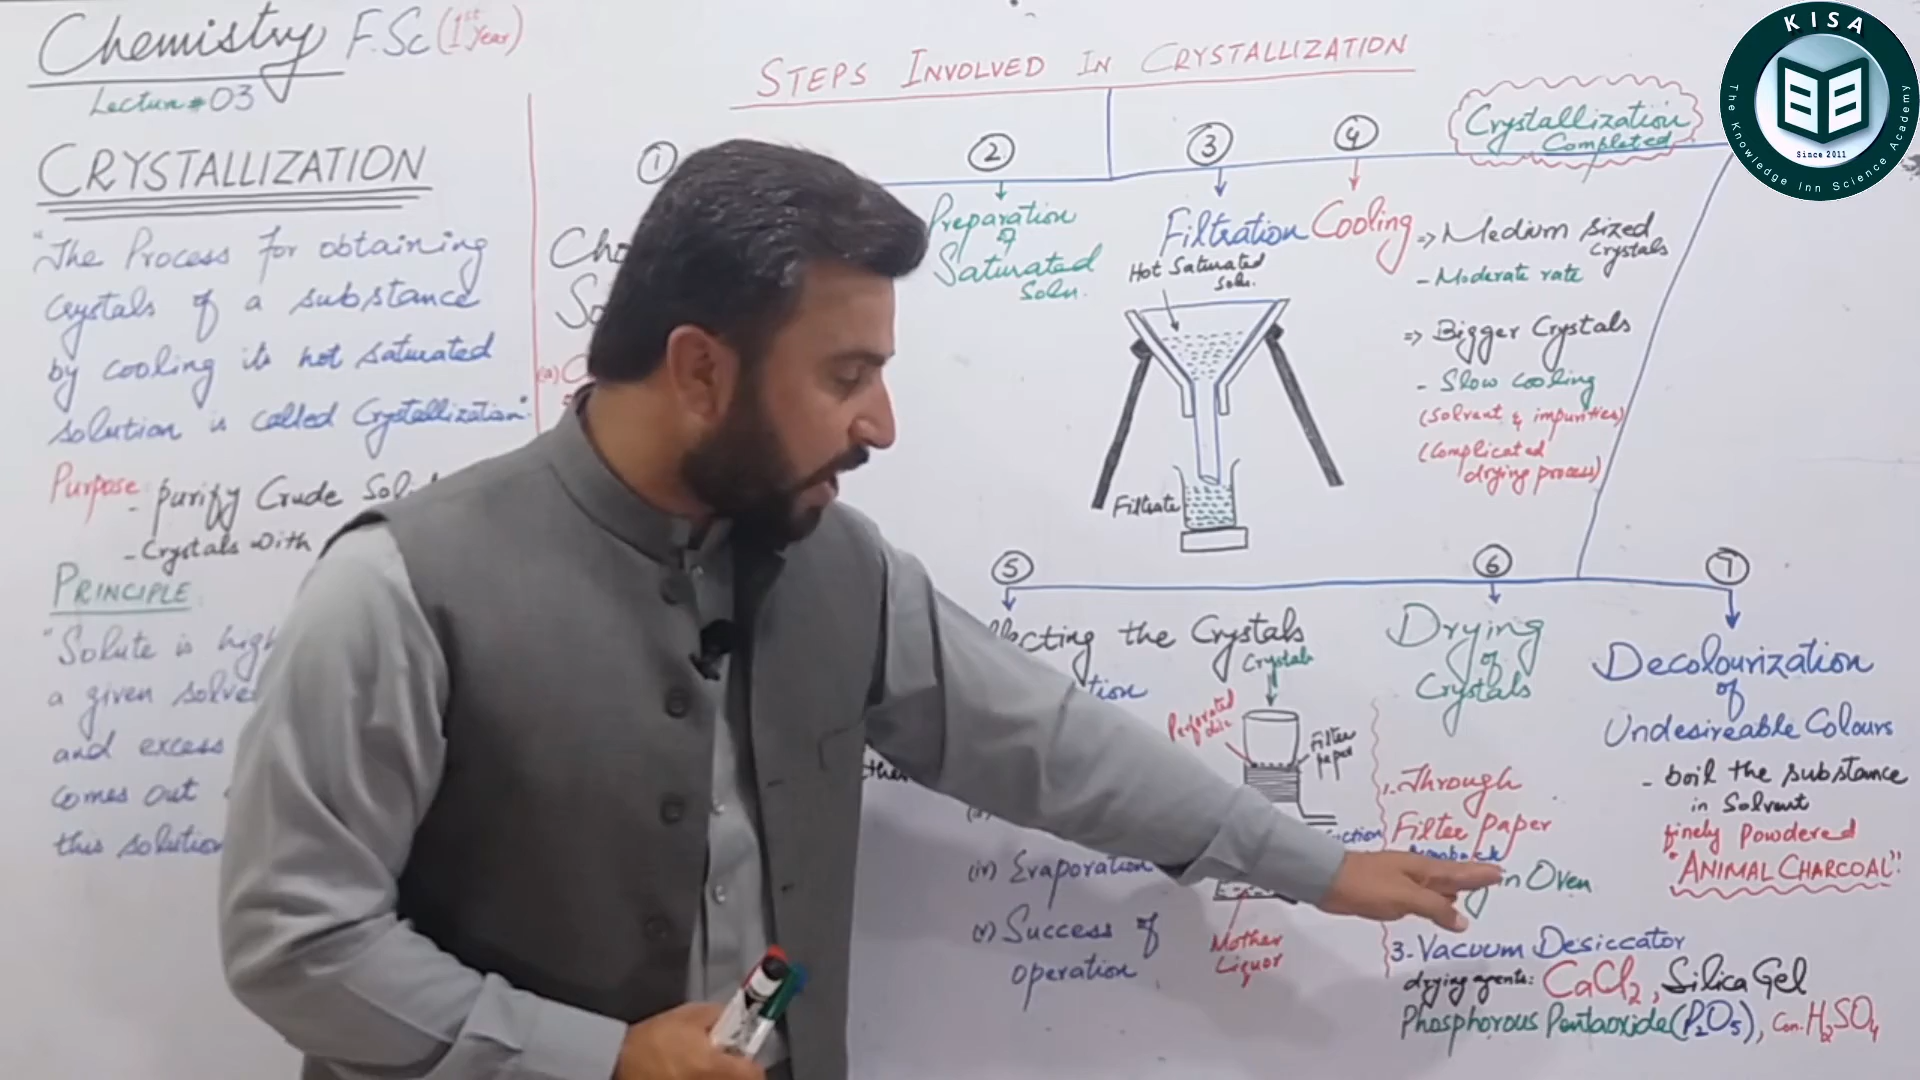 Chemistry F.Sc (1st Year)
Lecture # 03
CRYSTALLIZATION
"The Process for obtaining
crystals of a substance
by cooling its hot saturated
solution is called Crystallization".
Purpose:
- purify Crude
- Crystals with
PRINCIPLE
"Solute is
a given
and excess
comes out
this solution
STEPS INVOLVED IN CRYSTALLIZATION
1
2
Preparation
of
Saturated
Soln.
3
Filtration
Hot Saturated
soln.
Filtrate
4
Cooling
Crystallization
Completed
=> Medium sized
Crystals
- Moderate rate
=> Bigger Crystals
- Slow cooling
(Solvent & impurities)
(Complicated
drying process)
(a)
5
the Crystals
Crystals
Perforated
disc
Filter
paper
(iv) Evaporation
(v) Success of
operation
Mother
Liquor
6
Drying
of
Crystals
1. Through
Filter Paper
in Oven
3. Vacuum Desiccator
drying agents: CaCl2, Silica Gel
Phosphorous Pentaoxide (P2O5), Con. H2SO4
7
Decolourization
of
Undesireable Colours
- boil the substance
in Solvent
finely Powdered
"ANIMAL CHARCOAL"
KISA
The Knowledge Inn Science Academy
Since 2011